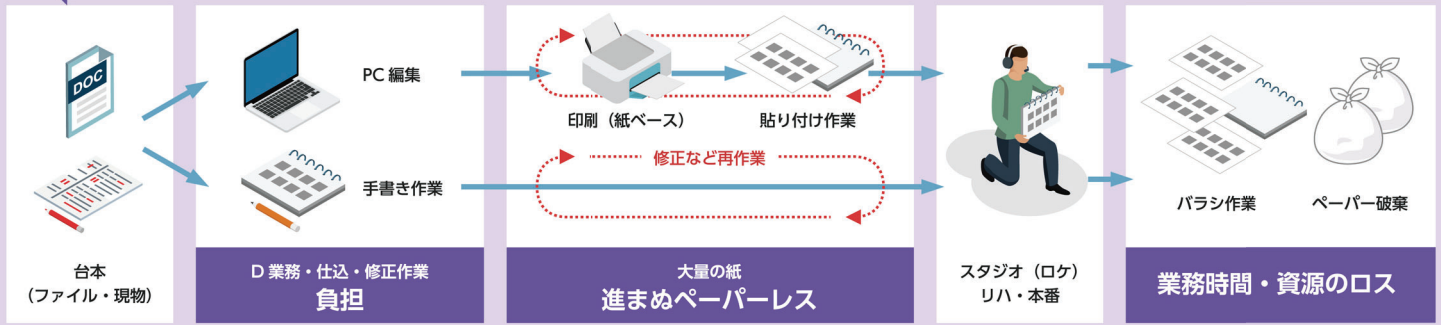 DOC
台本
（ファイル・現物）
PC 編集
手書き作業
D 業務・仕込・修正作業
負担
印刷（紙ベース）
貼り付け作業
修正など再作業
大量の紙
進まぬペーパーレス
スタジオ（ロケ）
リハ・本番
バラシ作業
ペーパー破棄
業務時間・資源のロス